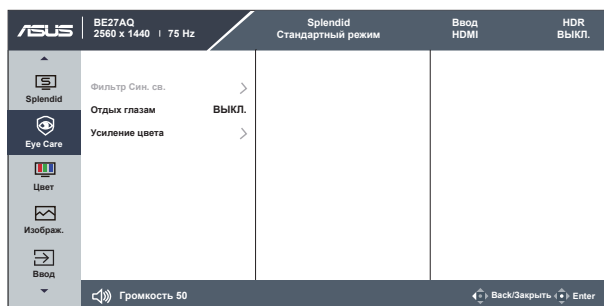 ASUS
BE27AQ
2560 x 1440 | 75 Hz
Splendid
Стандартный режим
Ввод
HDMI
HDR
ВЫКЛ.
Splendid
Eye Care
Цвет
Изображ.
Ввод
Фильтр Син. св.
Отдых глазам ВЫКЛ.
Усиление цвета
Громкость 50
Back/Закрыть Enter